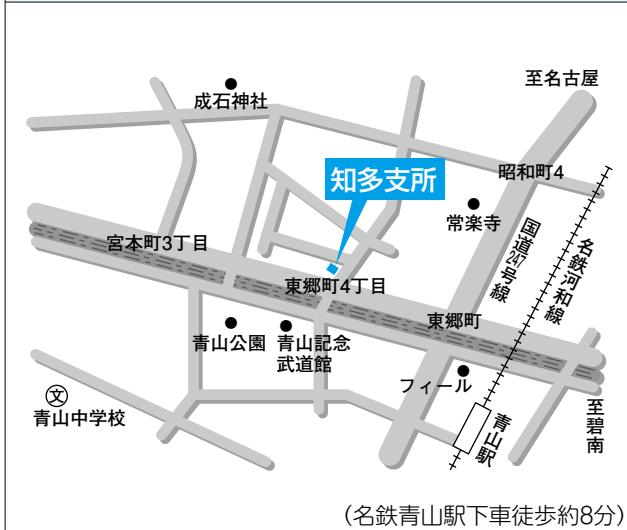 至名古屋
成石神社
昭和町4
知多支所
常楽寺
国道247号線
名鉄河和線
宮本町3丁目
東郷町4丁目
東郷町
青山公園
青山記念
武道館
フィール
文
青山中学校
青山駅
至碧南
(名鉄青山駅下車徒歩約8分)